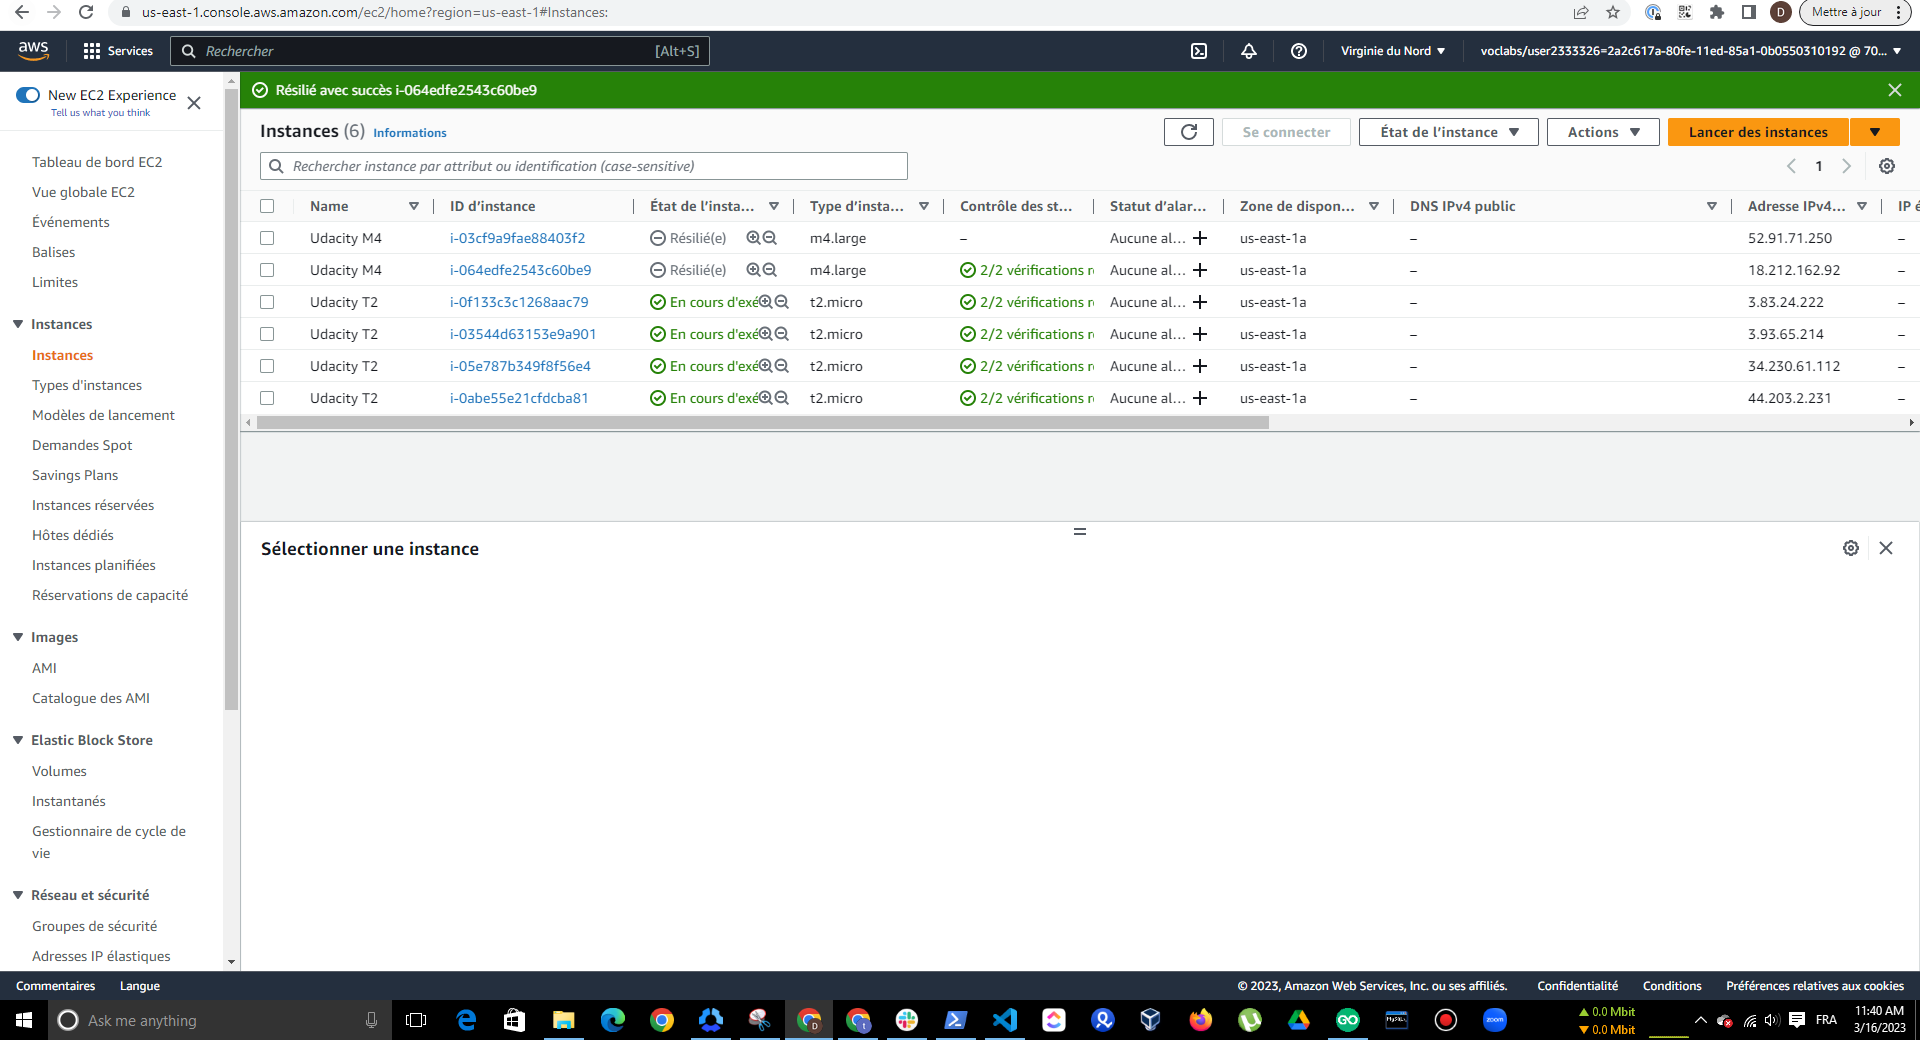 us-east-1.console.aws.amazon.com/ec2/home?region=us-east-1#Instances:
D
Mettre à jour
aws
Services
Rechercher
[Alt+S]
Virginie du Nord
voclabs/user2333326=2a2c617a-80fe-11ed-85a1-0b0550310192 @ 70...
New EC2 Experience
Tell us what you think
Tableau de bord EC2
Vue globale EC2
Événements
Balises
Limites
Instances
Instances
Types d'instances
Modèles de lancement
Demandes Spot
Savings Plans
Instances réservées
Hôtes dédiés
Instances planifiées
Réservations de capacité
Images
AMI
Catalogue des AMI
Elastic Block Store
Volumes
Instantanés
Gestionnaire de cycle de
vie
Réseau et sécurité
Groupes de sécurité
Adresses IP élastiques
Résilié avec succès i-064edfe2543c60be9
Instances (6) Informations
Se connecter
État de l'instance
Actions
Lancer des instances
Rechercher instance par attribut ou identification (case-sensitive)
1
Name ID d'instance État de l'insta... Type d'insta... Contrôle des st... Statut d'alar... Zone de dispon... DNS IPv4 public Adresse IPv4... IP é
Udacity M4 i-03cf9a9fae88403f2 Résilié(e) m4.large – Aucune al... us-east-1a – 52.91.71.250 –
Udacity M4 i-064edfe2543c60be9 Résilié(e) m4.large 2/2 vérifications r Aucune al... us-east-1a – 18.212.162.92 –
Udacity T2 i-0f133c3c1268aac79 En cours d'exé t2.micro 2/2 vérifications r Aucune al... us-east-1a – 3.83.24.222 –
Udacity T2 i-03544d63153e9a901 En cours d'exé t2.micro 2/2 vérifications r Aucune al... us-east-1a – 3.93.65.214 –
Udacity T2 i-05e787b349f8f56e4 En cours d'exé t2.micro 2/2 vérifications r Aucune al... us-east-1a – 34.230.61.112 –
Udacity T2 i-0abe55e21cfdcba81 En cours d'exé t2.micro 2/2 vérifications r Aucune al... us-east-1a – 44.203.2.231 –
Sélectionner une instance
Commentaires
Langue
© 2023, Amazon Web Services, Inc. ou ses affiliés.
Confidentialité
Conditions
Préférences relatives aux cookies
Ask me anything
zoom
0.0 Mbit
0.0 Mbit
FRA
11:40 AM
3/16/2023